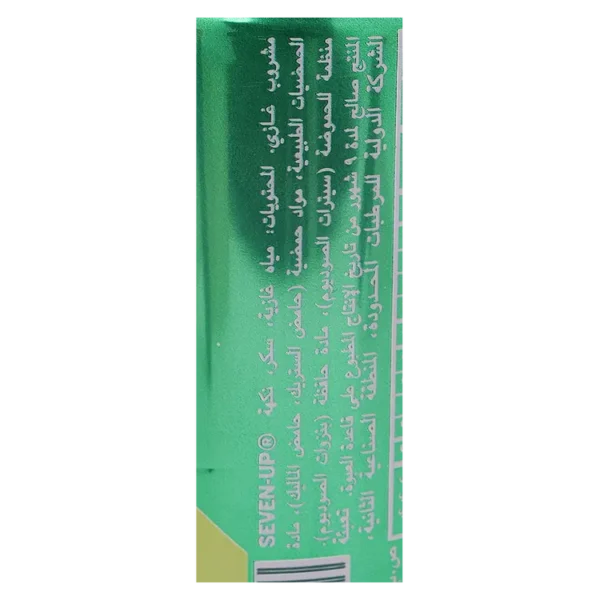 SEVEN-UP® مشروب غازي. المحتويات: مياه غازية، سكر، نكهة
الحمضيات الطبيعية، مواد حمضية (حامض الستريك، حامض الماليك)، مادة
منظمة للحموضة (سيترات الصوديوم)، مادة حافظة (بنزوات الصوديوم).
المنتج صالح لمدة ٩ شهور من تاريخ الإنتاج المطبوع على قاعدة العبوة. تعبئة
الشركة الدولية للمرطبات المحدودة، المنطقة الصناعية الثانية،